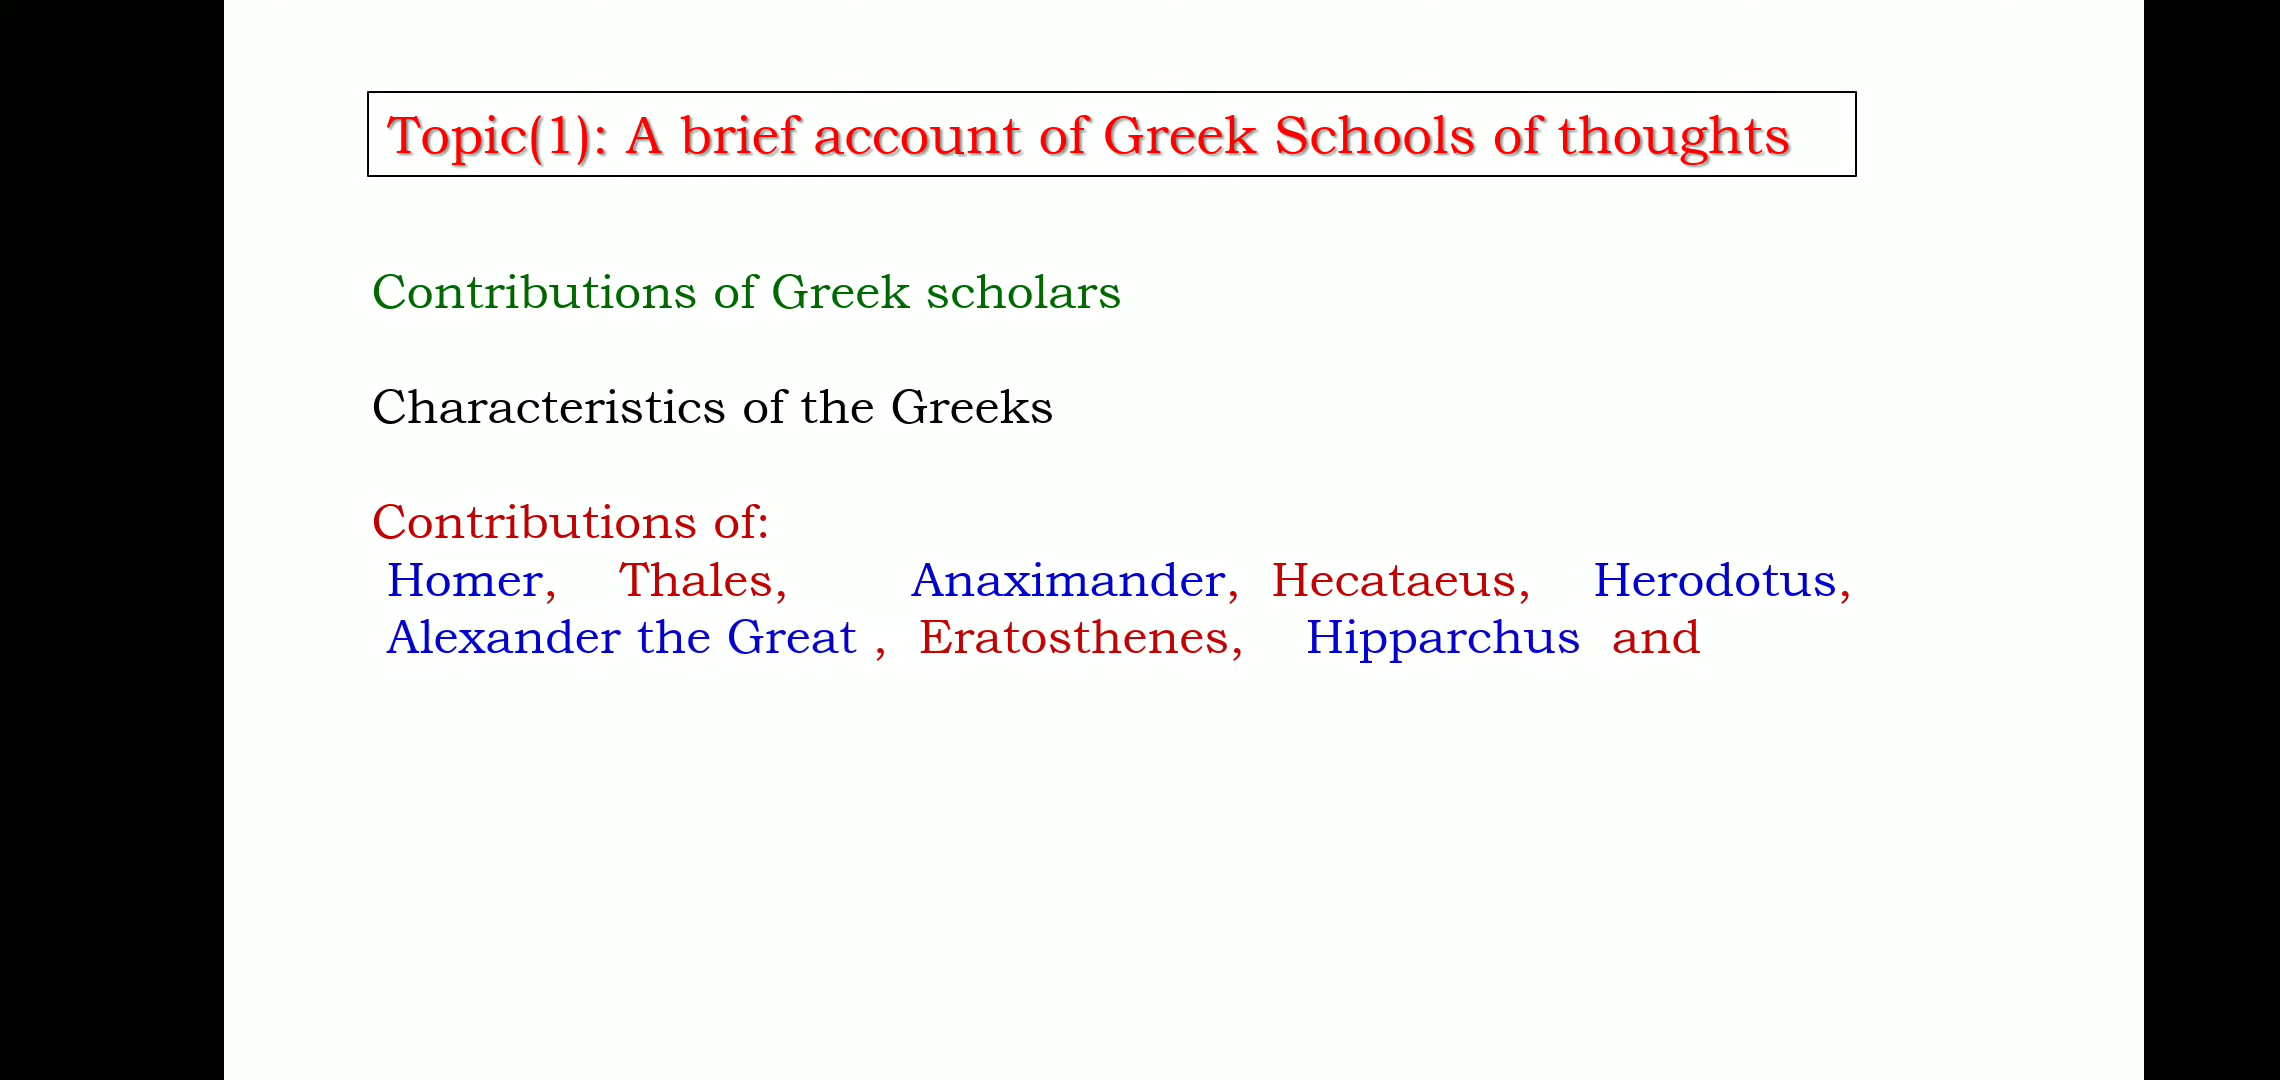 Topic(1): A brief account of Greek Schools of thoughts
Contributions of Greek scholars
Characteristics of the Greeks
Contributions of:
Homer, Thales, Anaximander, Hecataeus, Herodotus,
Alexander the Great , Eratosthenes, Hipparchus and